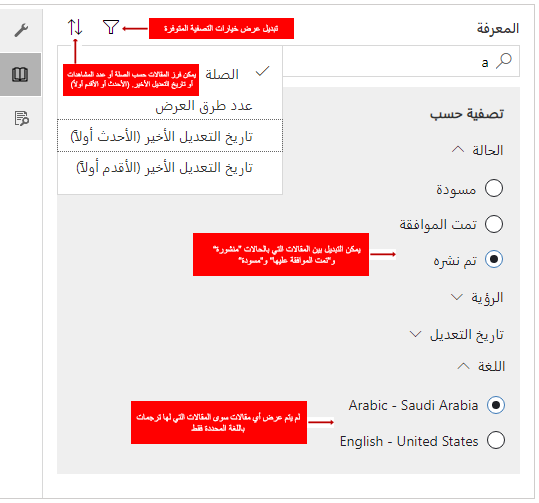 المعرفة
تبديل عرض خيارات التصفية المتوفرة
a
يمكن فرز المقالات حسب الصلة أو عدد المشاهدات
أو تاريخ التعديل الأخير. (الأحدث أو الأقدم أولاً)
الصلة
عدد طرق العرض
تاريخ التعديل الأخير (الأحدث أولاً)
تاريخ التعديل الأخير (الأقدم أولاً)
تصفية حسب
الحالة
مسودة
تمت الموافقة
تم نشره
يمكن التبديل بين المقالات التي بالحالات "منشورة"
و"تمت الموافقة عليها" و"مسودة"
الرؤية
تاريخ التعديل
اللغة
Arabic - Saudi Arabia
English - United States
لم يتم عرض أي مقالات سوى المقالات التي لها ترجمات
باللغة المحددة فقط